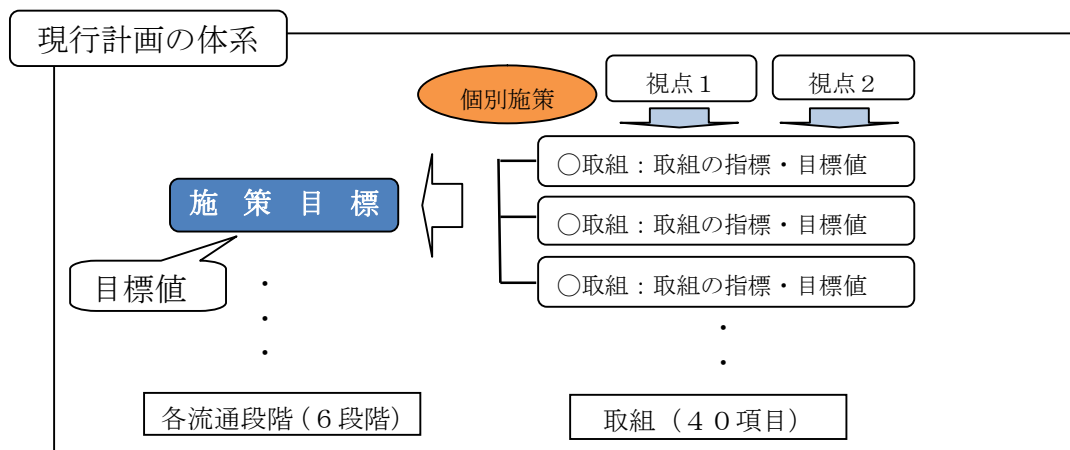 現行計画の体系
個別施策
視点1
視点2
○取組:取組の指標・目標値
施策目標
○取組:取組の指標・目標値
○取組:取組の指標・目標値
目標値
・
・
・
・
・
各流通段階(6段階)
取組(40項目)